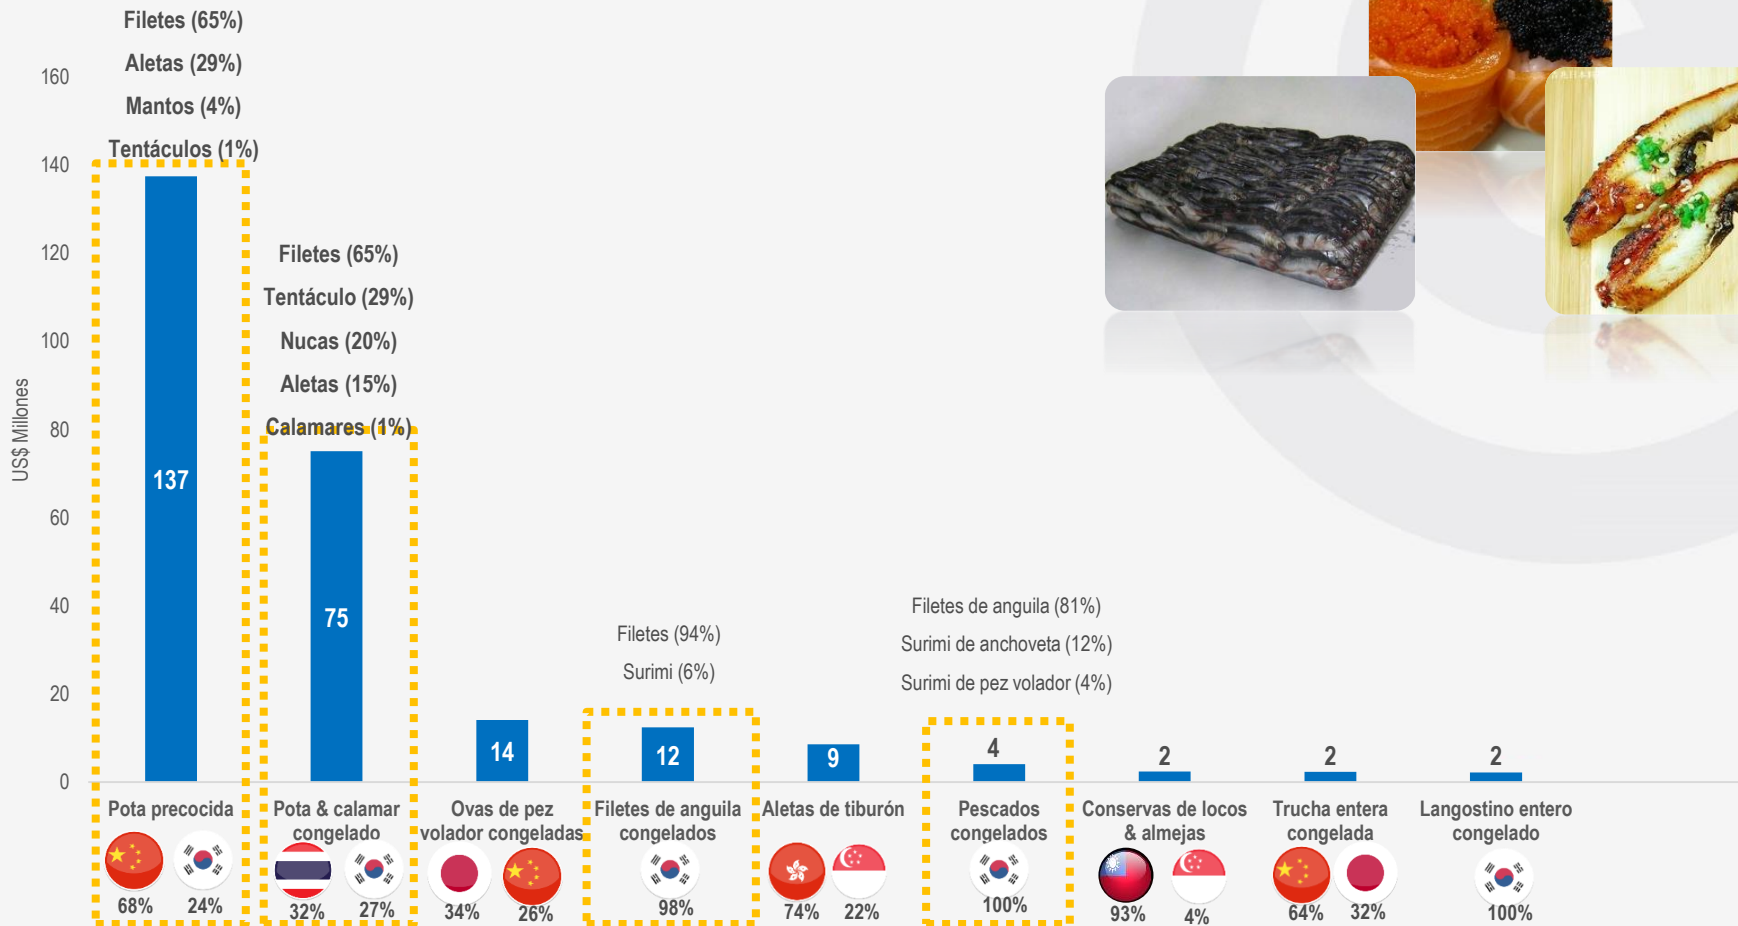 Filetes (65%)
Aletas (29%)
Mantos (4%)
Tentáculos (1%)
Filetes (65%)
Tentáculo (29%)
Nucas (20%)
Aletas (15%)
Calamares (1%)
Filetes (94%)
Surimi (6%)
Filetes de anguila (81%)
Surimi de anchoveta (12%)
Surimi de pez volador (4%)
US$ Millones
160
140
120
100
80
60
40
20
0
137
75
14
12
9
4
2
2
2
Pota precocida
68% 24%
Pota & calamar
congelado
32% 27%
Ovas de pez
volador congeladas
34% 26%
Filetes de anguila
congelados
98%
Aletas de tiburón
74% 22%
Pescados
congelados
100%
Conservas de locos
& almejas
93% 4%
Trucha entera
congelada
64% 32%
Langostino entero
congelado
100%